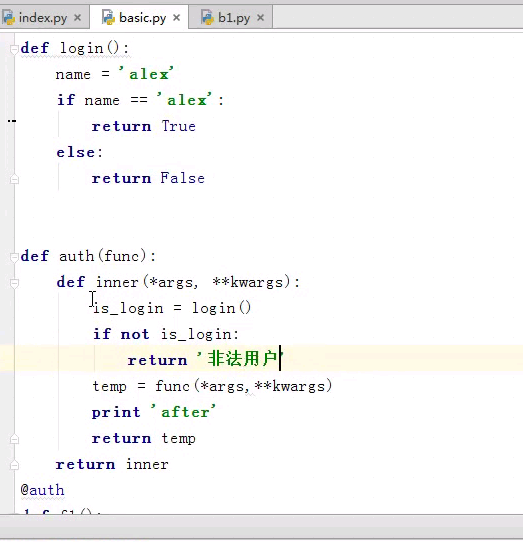 index.py basic.py b1.py
def login():
    name = 'alex'
    if name == 'alex':
        return True
    else:
        return False
def auth(func):
    def inner(*args, **kwargs):
        is_login = login()
        if not is_login:
            return '非法用户'
        temp = func(*args,**kwargs)
        print 'after'
        return temp
    return inner
@auth